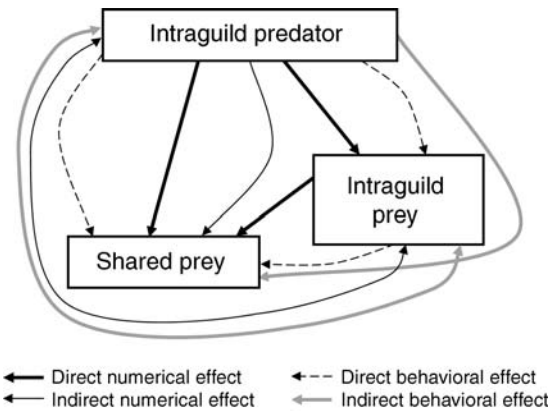 Intraguild predator
Intraguild
prey
Shared prey
Direct numerical effect
Direct behavioral effect
Indirect numerical effect
Indirect behavioral effect